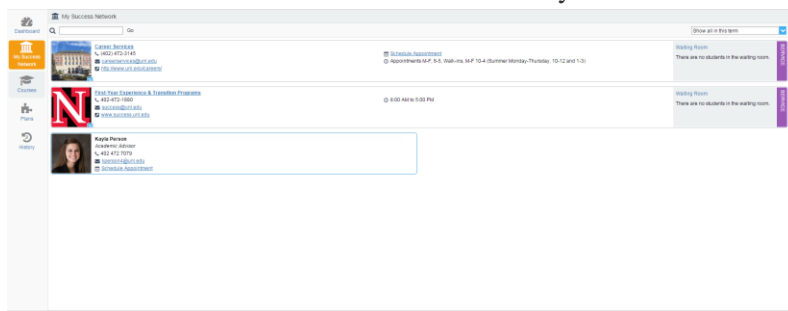 My Success Network
Dashboard
Go
Show all in this term
My Success
Network
Career Services
(402) 472-3145
careerservices@unl.edu
http://www.unl.edu/careers/
Schedule Appointment
Appointments M-F, 9-5, Walk-ins, M-F 10-4 (Summer Monday-Thursday, 10-12 and 1-3)
Waiting Room
There are no students in the waiting room.
SERVICE
Courses
Plans
History
First-Year Experience & Transition Programs
402-472-1880
success@unl.edu
www.success.unl.edu
8:00 AM to 5:00 PM
Waiting Room
There are no students in the waiting room.
SERVICE
N
Kayla Person
Academic Advisor
402 472 7079
Schedule Appointment